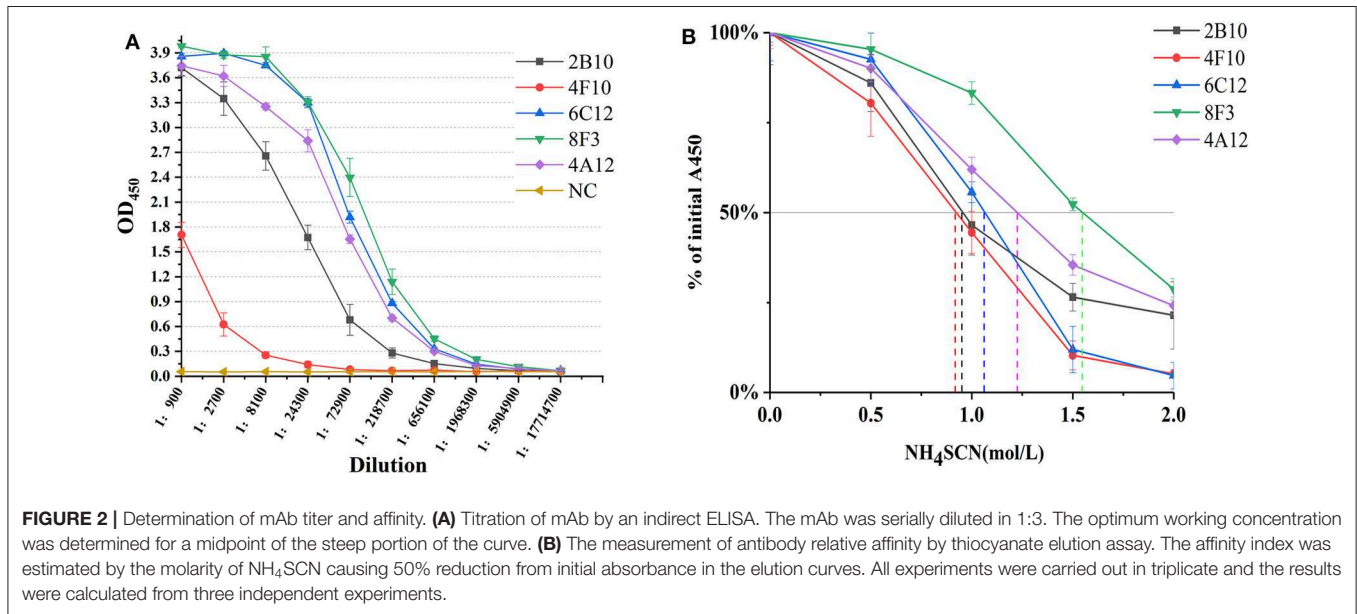 A
OD450
3.9
3.6
3.3
3.0
2.7
2.4
2.1
1.8
1.5
1.2
0.9
0.6
0.3
0.0
1: 900
1: 2700
1: 8100
1: 24300
1: 72900
1: 218700
1: 656100
1: 1968300
1: 5904900
1: 17714700
Dilution
2B10
4F10
6C12
8F3
4A12
NC
B
% of initial A450
100%
50%
0%
0.0 0.5 1.0 1.5 2.0
NH4SCN(mol/L)
2B10
4F10
6C12
8F3
4A12
FIGURE 2 | Determination of mAb titer and affinity. (A) Titration of mAb by an indirect ELISA. The mAb was serially diluted in 1:3. The optimum working concentration
was determined for a midpoint of the steep portion of the curve. (B) The measurement of antibody relative affinity by thiocyanate elution assay. The affinity index was
estimated by the molarity of NH4SCN causing 50% reduction from initial absorbance in the elution curves. All experiments were carried out in triplicate and the results
were calculated from three independent experiments.